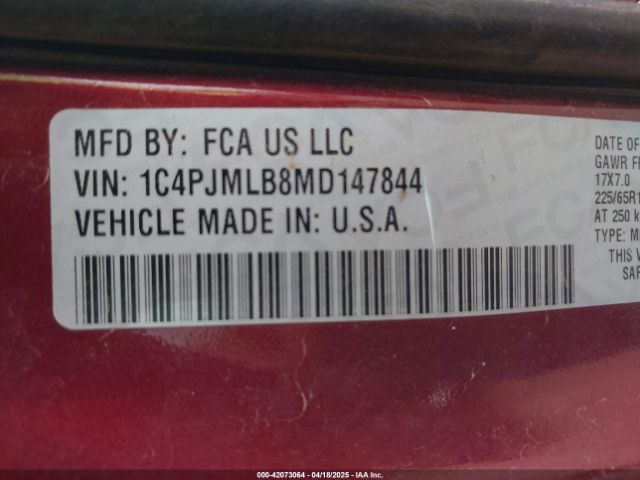 MFD BY: FCA US LLC
VIN: 1C4PJMLB8MD147844
VEHICLE MADE IN: U.S.A.
DATE OF
GAWR FR
17X7.0
225/65R1
AT 250 k
TYPE: M
THIS V
SAF
000-42073064 - 04/18/2025 - IAA Inc.